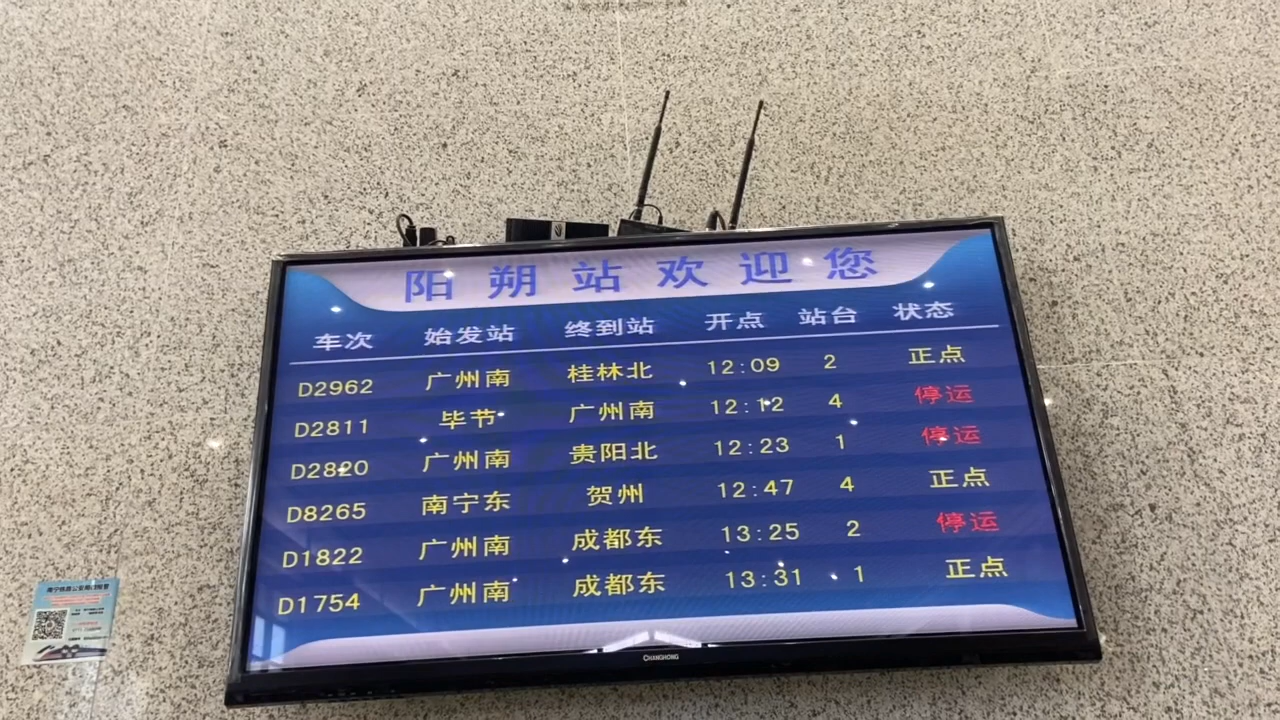 阳朔站欢迎您
车次 始发站 终到站 开点 站台 状态
D2962 广州南 桂林北 12:09 2 正点
D2811 毕节 广州南 12:12 4 停运
D2820 广州南 贵阳北 12:23 1 停运
D8265 南宁东 贺州 12:47 4 正点
D1822 广州南 成都东 13:25 2 停运
D1754 广州南 成都东 13:31 1 正点
CHANGHONG